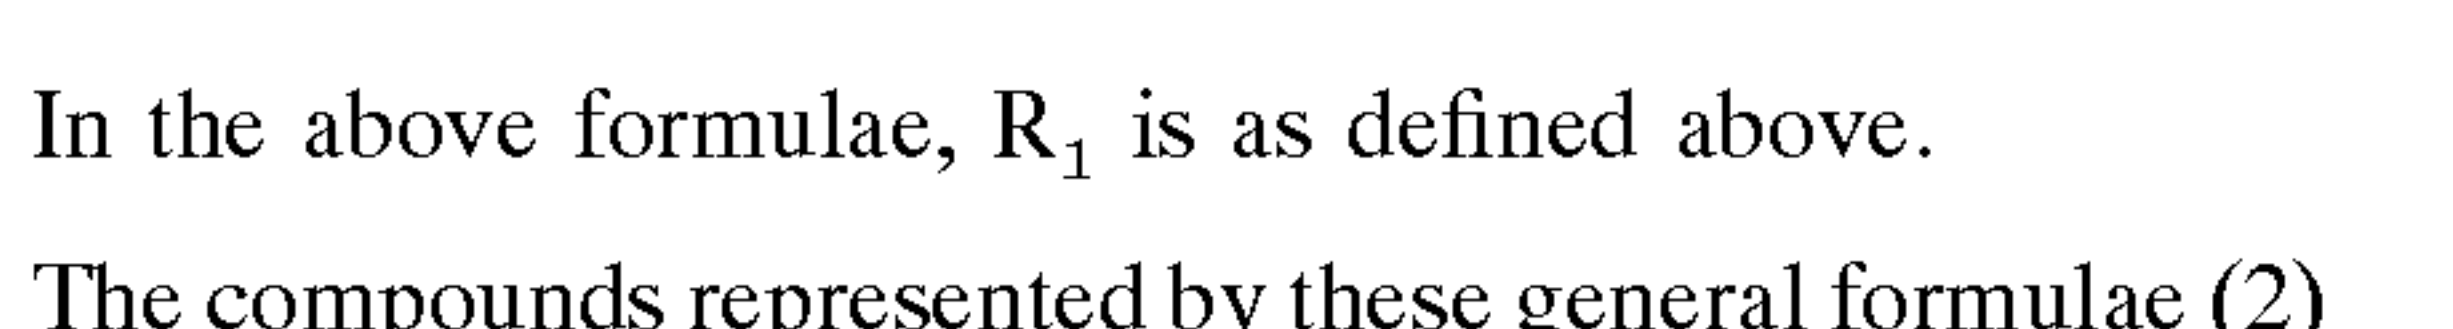 In the above formulae, R₁ is as defined above.
The compounds represented by these general formulae (2)